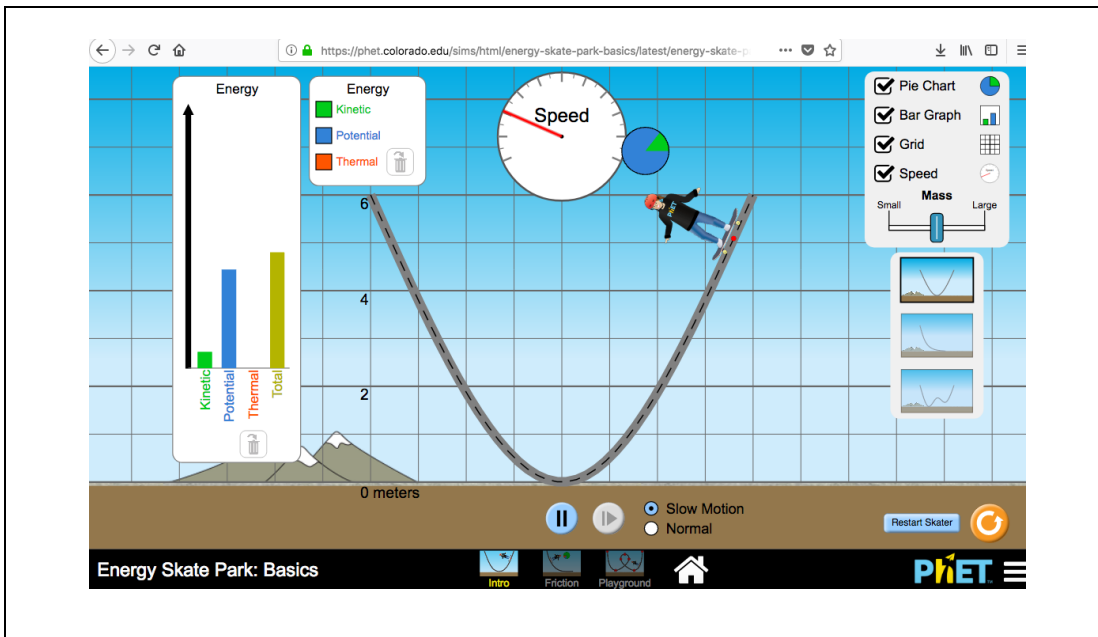 https://phet.colorado.edu/sims/html/energy-skate-park-basics/latest/energy-skate-p
Energy
Kinetic
Potential
Thermal
Total
Energy
Kinetic
Potential
Thermal
Speed
PhET
Pie Chart
Bar Graph
Grid
Speed
Mass
Small
Large
6
4
2
0 meters
Slow Motion
Normal
Restart Skater
Energy Skate Park: Basics
Intro
Friction
Playground
PhET